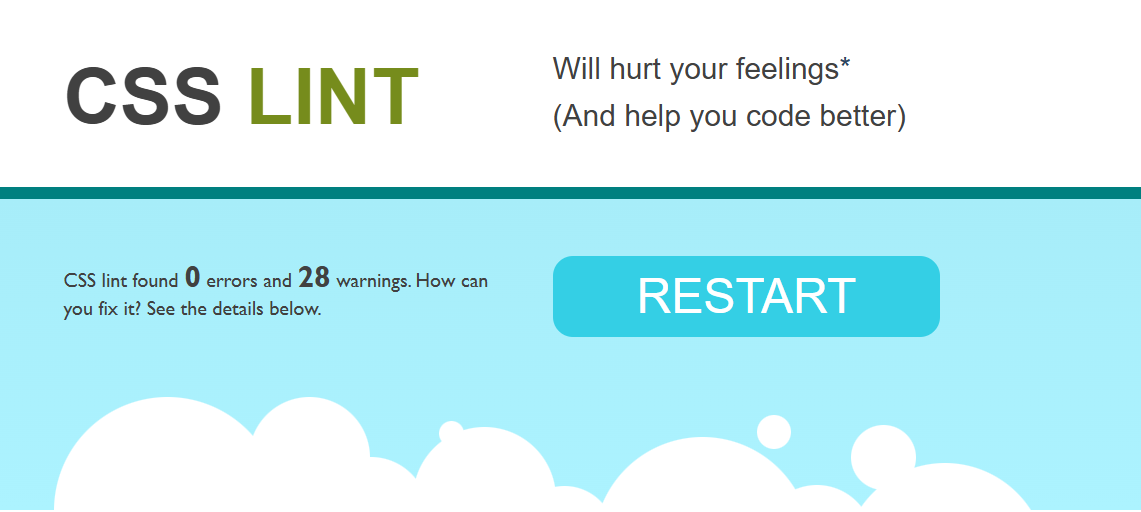 CSS LINT
Will hurt your feelings*
(And help you code better)
CSS lint found 0 errors and 28 warnings. How can
you fix it? See the details below.
RESTART